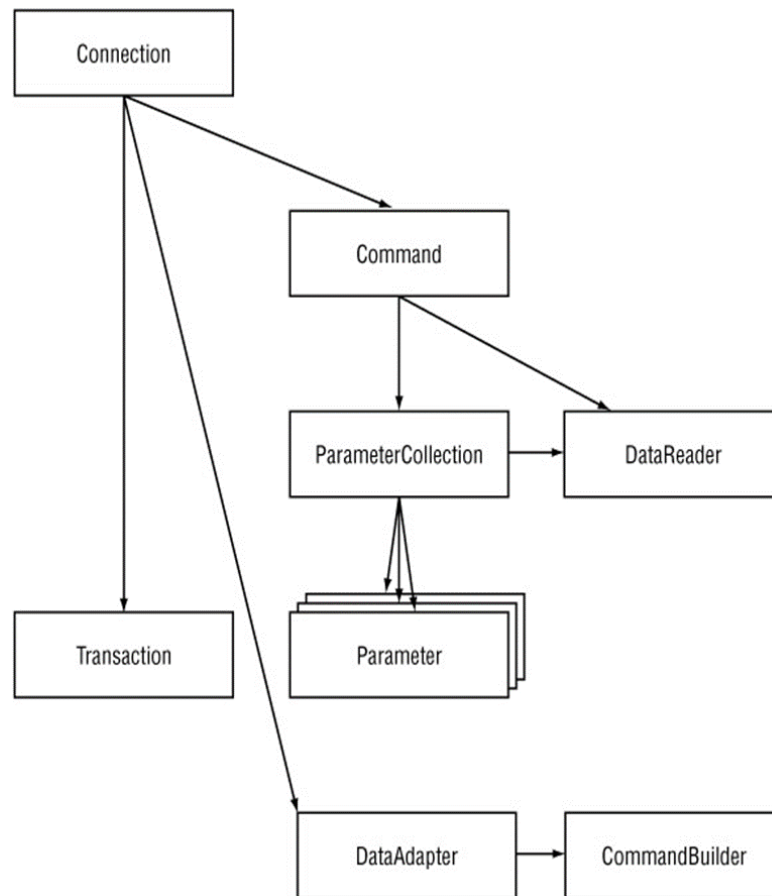 Connection
Command
ParameterCollection
DataReader
Transaction
Parameter
DataAdapter
CommandBuilder